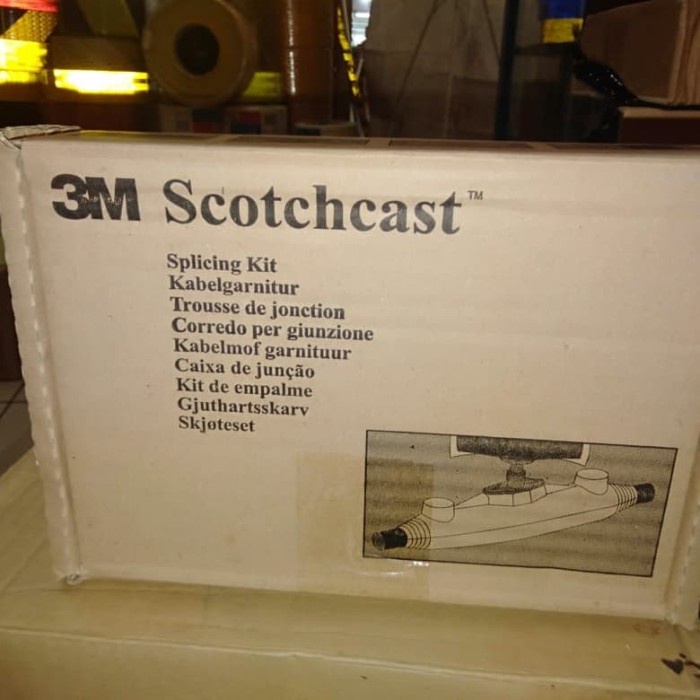 3M Scotchcast™
Splicing Kit
Kabelgarnitur
Trousse de jonction
Corredo per giunzione
Kabelmof garnituur
Caixa de junção
Kit de empalme
Gjuthartsskarv
Skjøteset